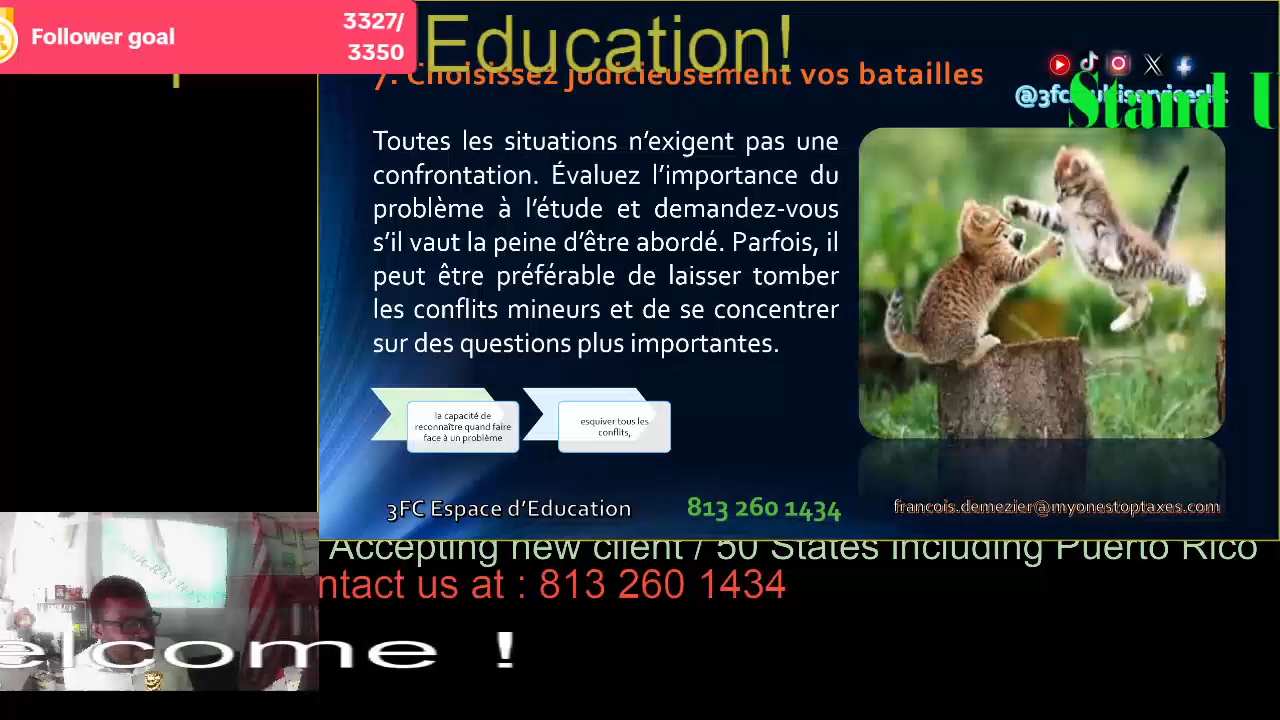 Follower goal
3327/
3350
Education!
7. Choisissez judicieusement vos batailles
Stand U
Toutes les situations n'exigent pas une
confrontation. Évaluez l'importance du
problème à l'étude et demandez-vous
s'il vaut la peine d'être abordé. Parfois, il
peut être préférable de laisser tomber
les conflits mineurs et de se concentrer
sur des questions plus importantes.
la capacité de
reconnaître quand faire
face à un problème
esquiver tous les
conflits,
3FC Espace d'Education
813 260 1434
francois.demezier@myonestoptaxes.com
Accepting new client / 50 States Including Puerto Rico
ntact us at : 813 260 1434
elcome !